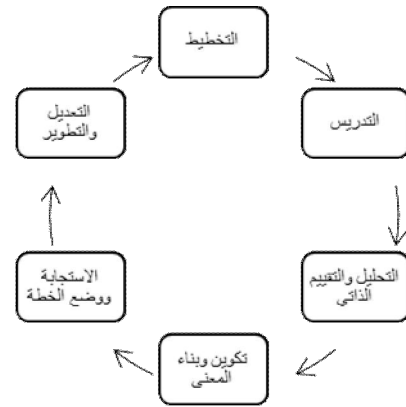 التخطيط
التدريس
التحليل والتقييم
الذاتي
تكوين وبناء
المعنى
الاستجابة
ووضع الخطة
التعديل
والتطوير